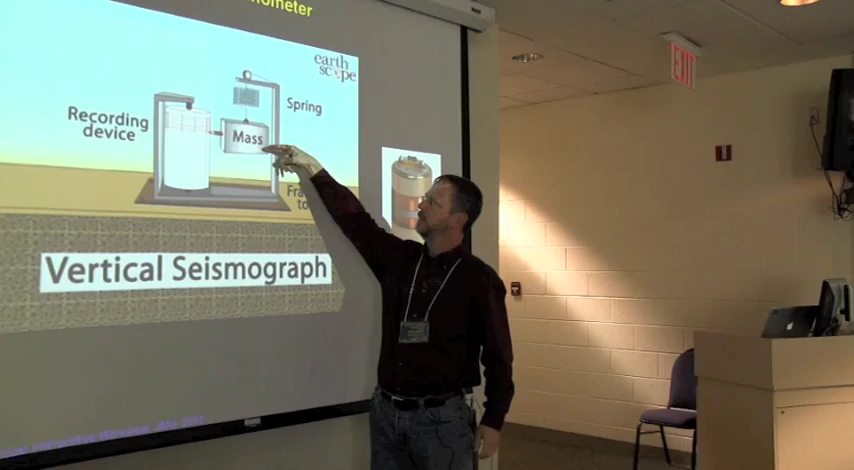 earth
scope
Recording
device
Spring
Mass
Vertical Seismograph
EXIT